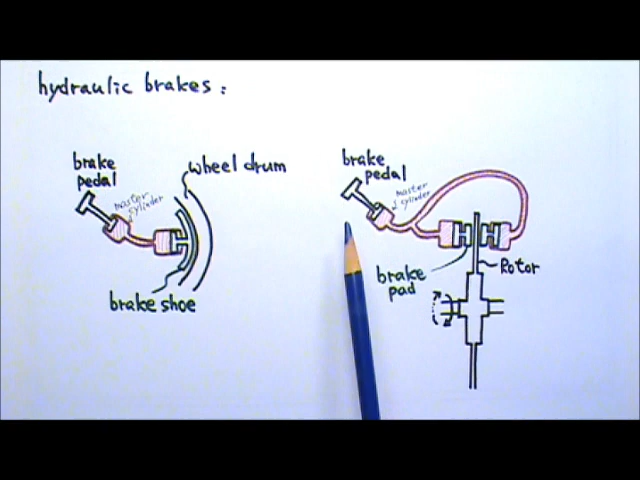 hydraulic brakes :
brake
pedal
master
cylinder
wheel drum
brake shoe
brake
pedal
master
cylinder
brake
pad
Rotor